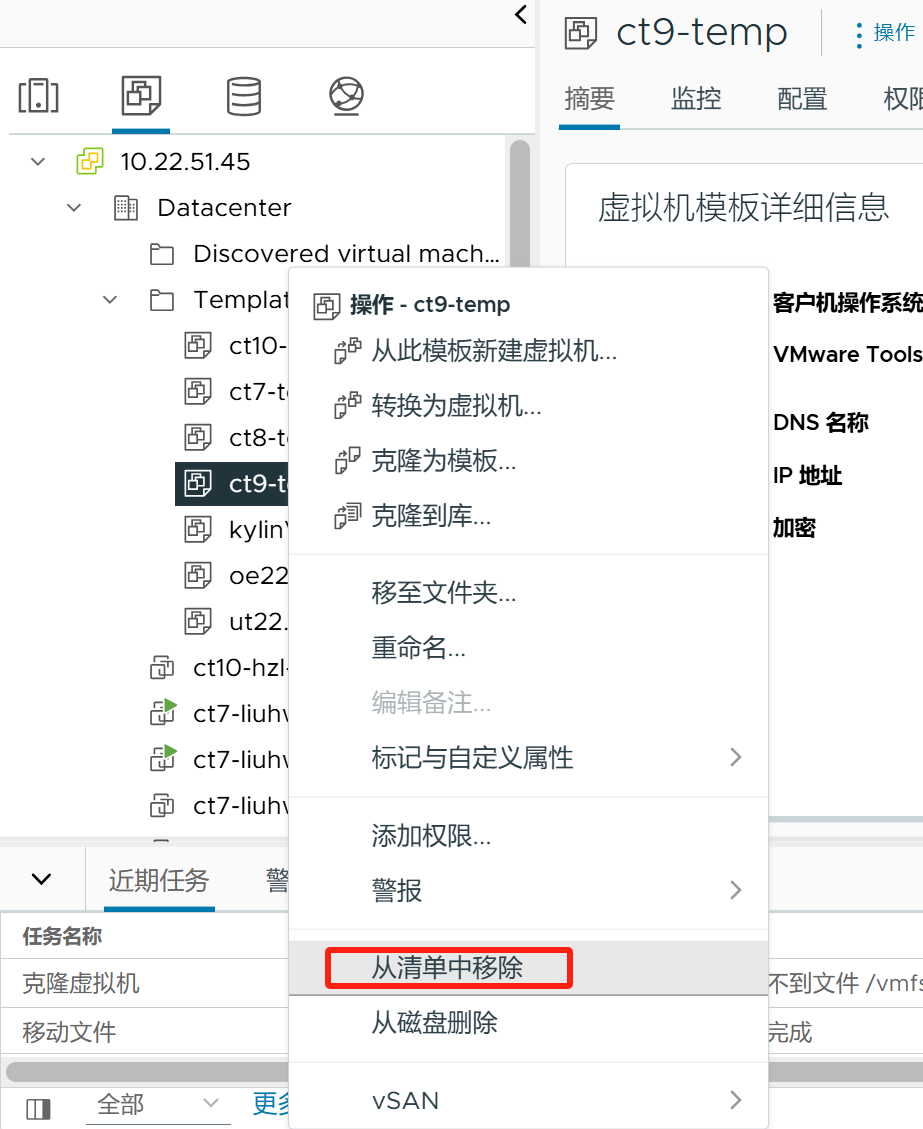 ct9-temp
操作
摘要
监控
配置
权限
10.22.51.45
Datacenter
Discovered virtual mach...
虚拟机模板详细信息
Templat
ct10-
ct7-t
ct8-t
ct9-t
kylin
oe22
ut22.
ct10-hzl-
ct7-liuhw
ct7-liuhw
ct7-liuhw
操作 - ct9-temp
从此模板新建虚拟机...
转换为虚拟机...
克隆为模板...
克隆到库...
移至文件夹...
重命名...
编辑备注...
标记与自定义属性
添加权限...
警报
从清单中移除
从磁盘删除
vSAN
客户机操作系统
VMware Tools
DNS 名称
IP 地址
加密
近期任务
警
任务名称
克隆虚拟机
不到文件 /vmfs
移动文件
完成
全部
更多